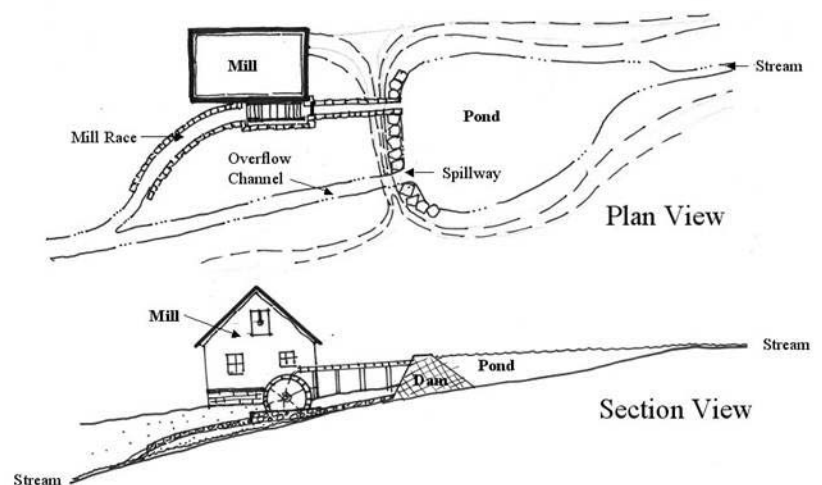 Mill
Stream
Mill Race
Pond
Overflow
Channel
Spillway
Plan View
Mill
Stream
Pond
Dam
Section View
Stream